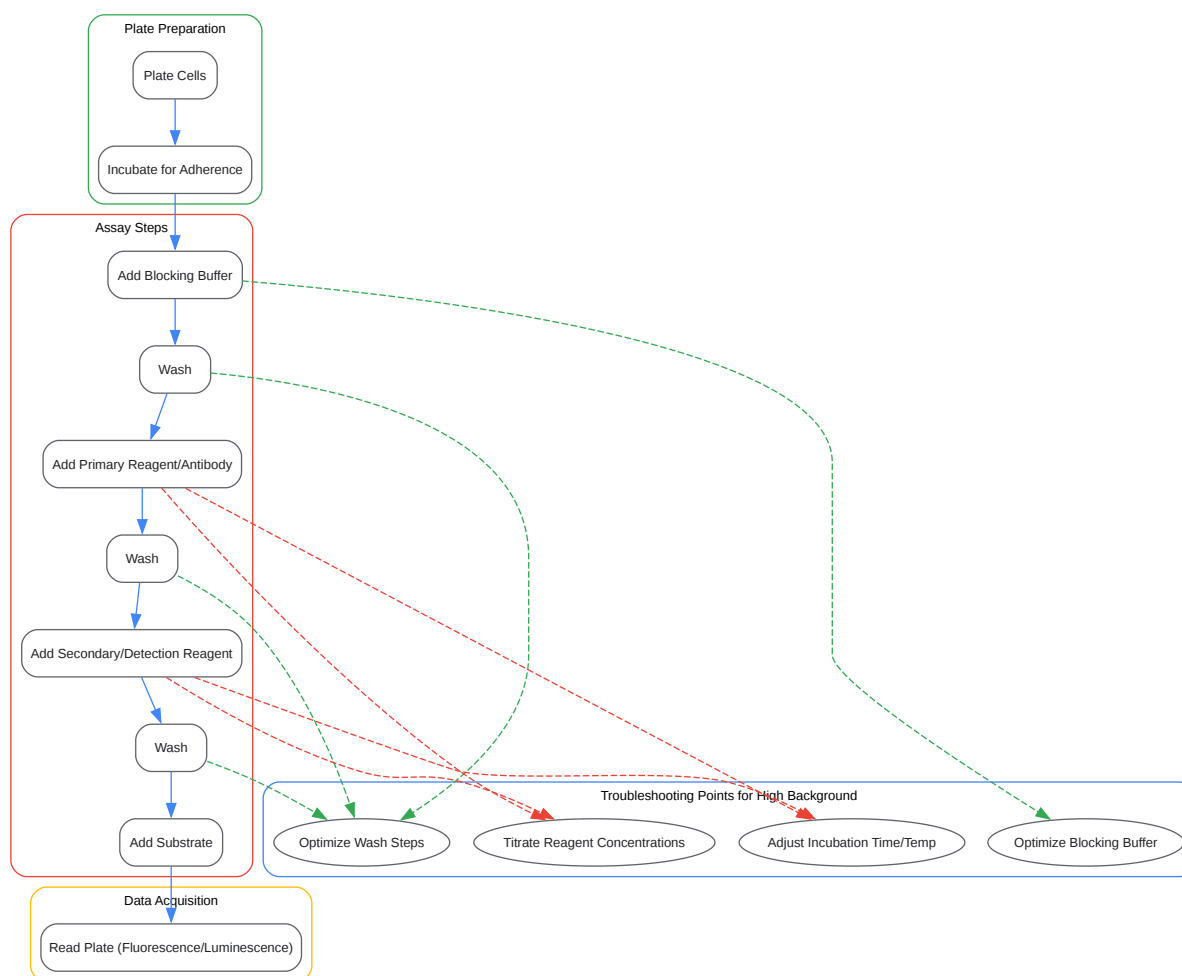 Plate Preparation
Plate Cells
Incubate for Adherence
Assay Steps
Add Blocking Buffer
Wash
Add Primary Reagent/Antibody
Wash
Add Secondary/Detection Reagent
Wash
Troubleshooting Points for High Background
Add Substrate
Optimize Wash Steps
Titrate Reagent Concentrations
Adjust Incubation Time/Temp
Optimize Blocking Buffer
Data Acquisition
Read Plate (Fluorescence/Luminescence)